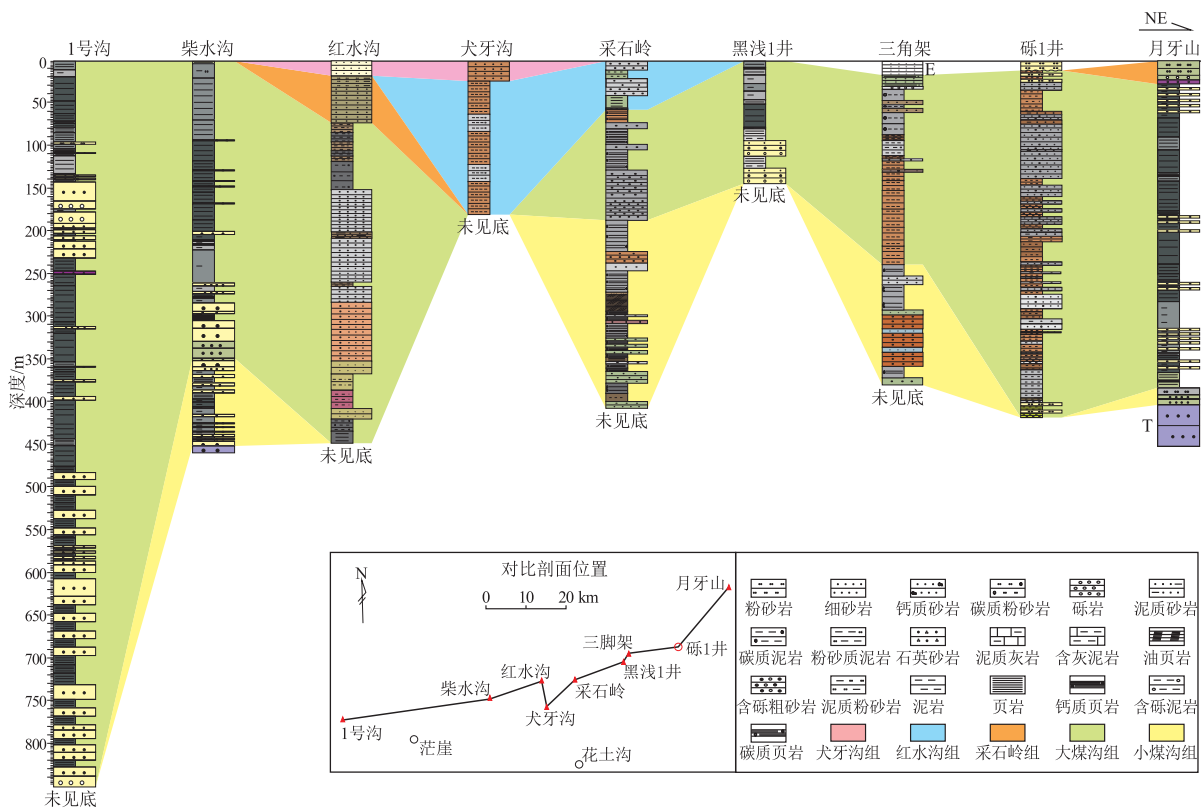 NE
1号沟 柴水沟 红水沟 犬牙沟 采石岭 黑浅1井 三角架 砾1井 月牙山
0
E
50
100
150
未见底
200
未见底
250
300
350
深度/m
400
未见底
未见底
T
450
未见底
500
550
600
650
700
750
800
未见底
对比剖面位置
N
0 10 20 km
月牙山
三脚架
砾1井
红水沟
黑浅1井
柴水沟
采石岭
犬牙沟
1号沟
茫崖
花土沟
粉砂岩 细砂岩 钙质砂岩 碳质粉砂岩 砾岩 泥质砂岩
碳质泥岩 粉砂质泥岩 石英砂岩 泥质灰岩 含灰泥岩 油页岩
含砾粗砂岩 泥质粉砂岩 泥岩 页岩 钙质页岩 含砾泥岩
碳质页岩 犬牙沟组 红水沟组 采石岭组 大煤沟组 小煤沟组